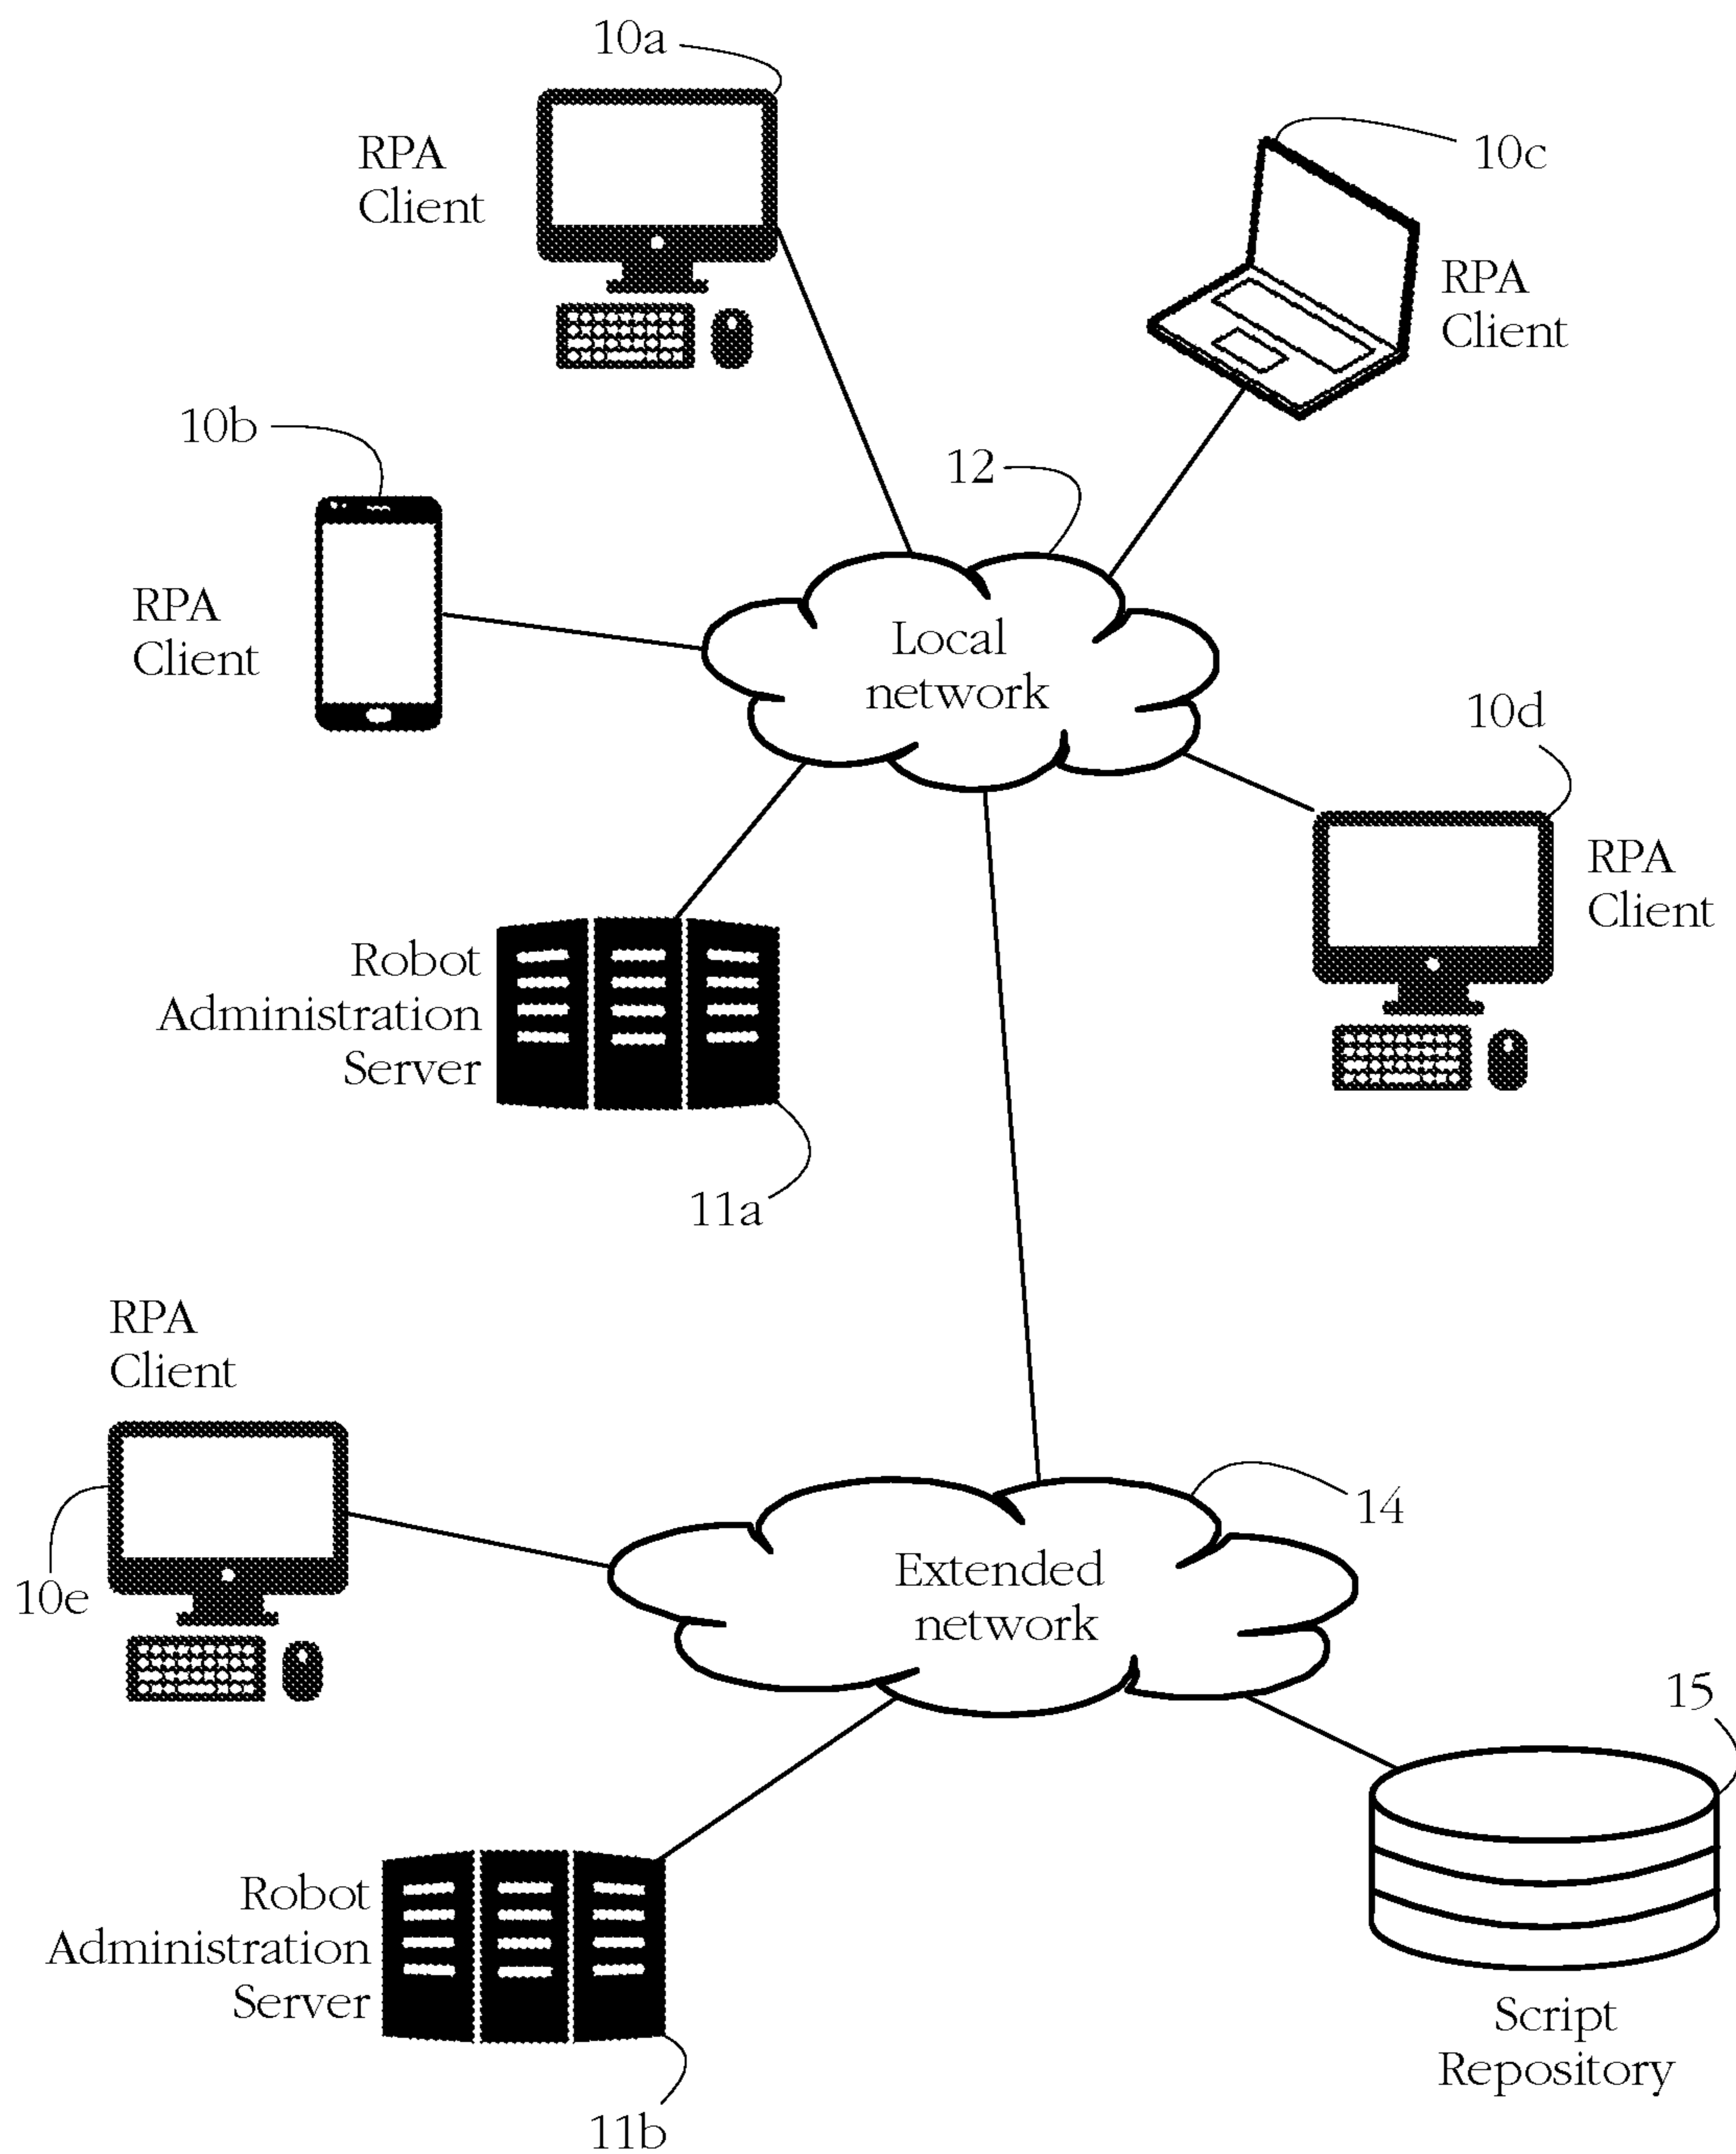 10a
RPA
Client
10c
RPA
Client
10b
RPA
Client
12
Local
network
10d
RPA
Client
Robot
Administration
Server
11a
RPA
Client
10e
14
Extended
network
15
Robot
Administration
Server
11b
Script
Repository